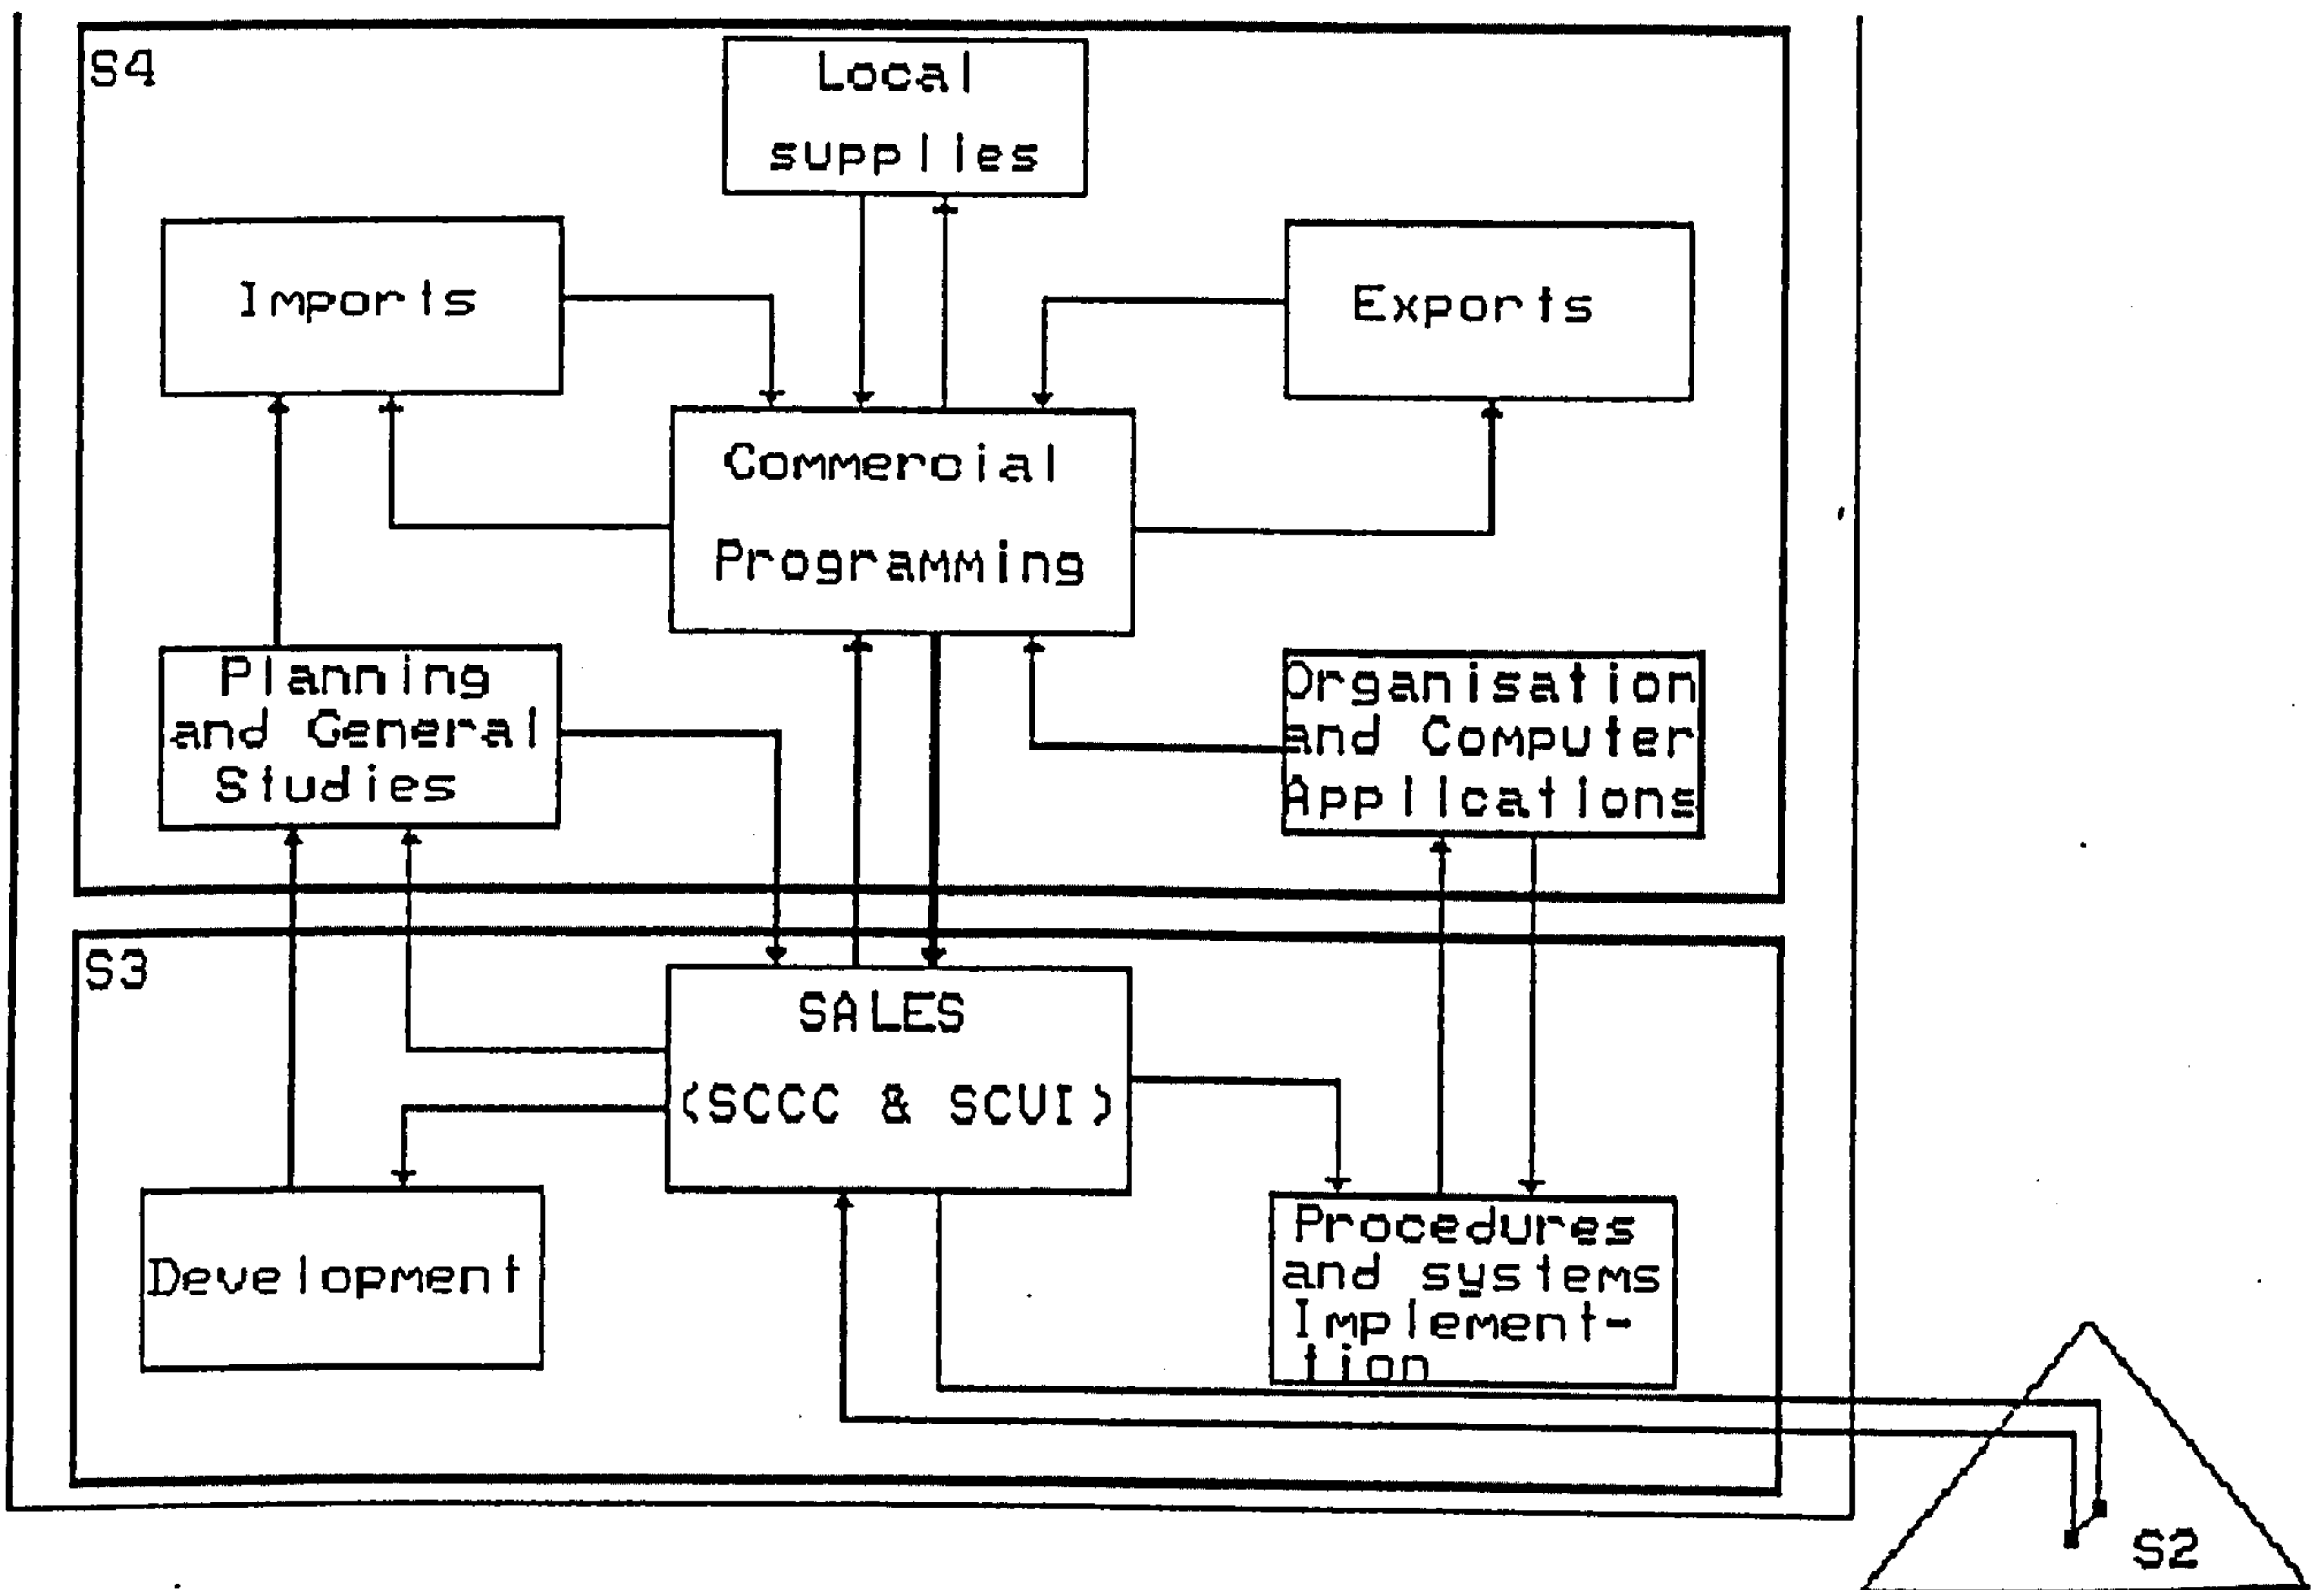 S4
Local
supplies
Imports
Exports
Commercial
Programming
Planning
and General
Studies
Organisation
and Computer
Applications
S3
SALES
(SCCC & SCVI)
Development
Procedures
and systems
Implement-
tion
S2